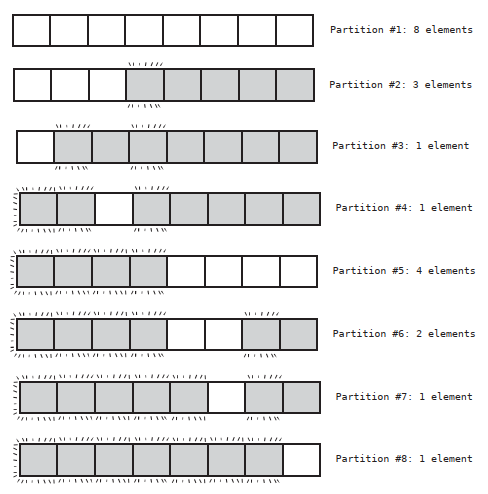 Partition #1: 8 elements
Partition #2: 3 elements
Partition #3: 1 element
Partition #4: 1 element
Partition #5: 4 elements
Partition #6: 2 elements
Partition #7: 1 element
Partition #8: 1 element